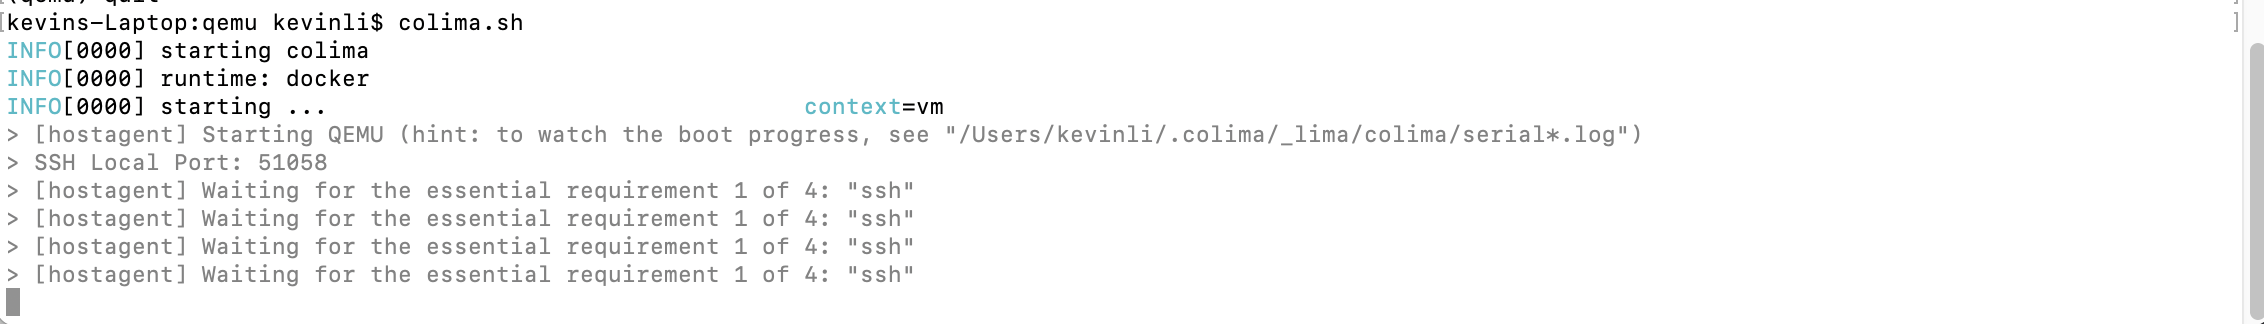 (qemu) quit
[kevins-Laptop:qemu kevinli$ colima.sh ]
INFO[0000] starting colima
INFO[0000] runtime: docker
INFO[0000] starting ... context=vm
> [hostagent] Starting QEMU (hint: to watch the boot progress, see "/Users/kevinli/.colima/_lima/colima/serial*.log")
> SSH Local Port: 51058
> [hostagent] Waiting for the essential requirement 1 of 4: "ssh"
> [hostagent] Waiting for the essential requirement 1 of 4: "ssh"
> [hostagent] Waiting for the essential requirement 1 of 4: "ssh"
> [hostagent] Waiting for the essential requirement 1 of 4: "ssh"